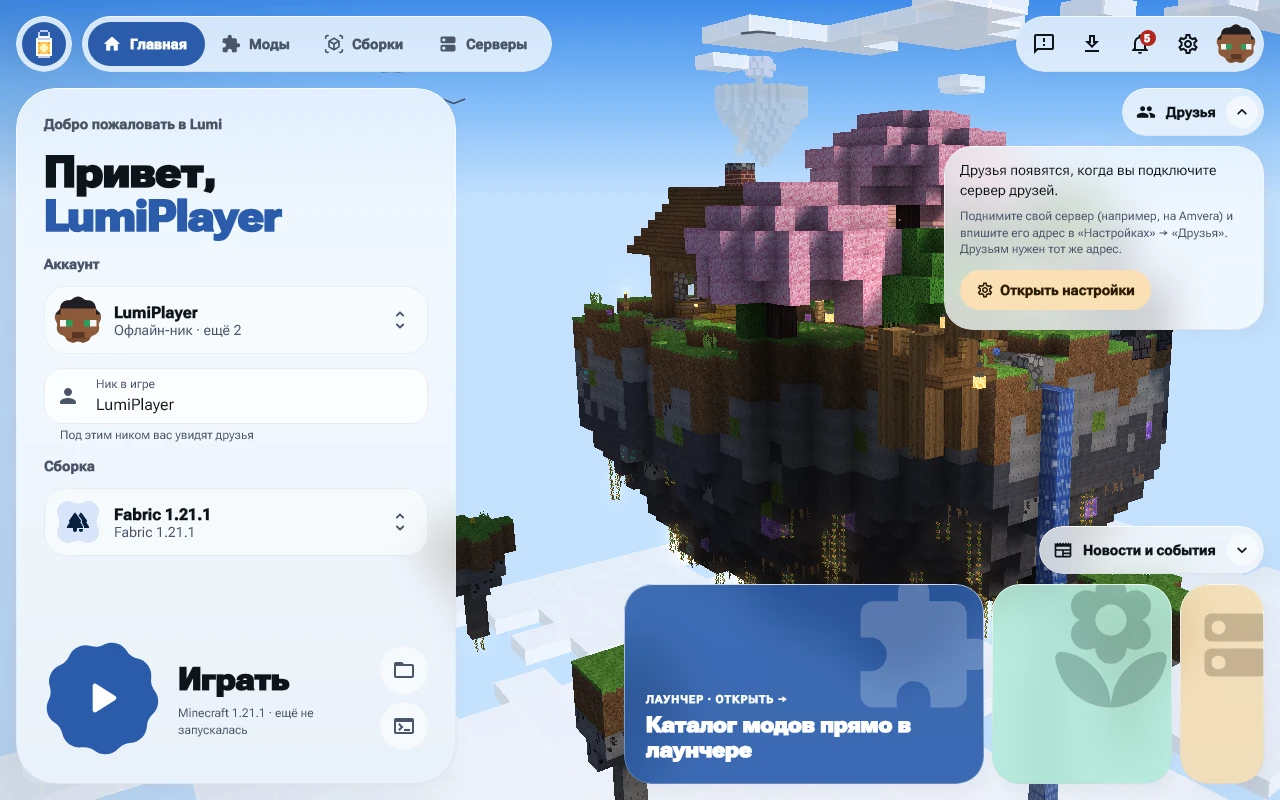 Главная
Моды
Сборки
Серверы
5
Добро пожаловать в Lumi
Привет,
LumiPlayer
Аккаунт
LumiPlayer
Офлайн-ник · ещё 2
Ник в игре
LumiPlayer
Под этим ником вас увидят друзья
Сборка
Fabric 1.21.1
Fabric 1.21.1
Играть
Minecraft 1.21.1 · ещё не
запускалась
Друзья
Друзья появятся, когда вы подключите
сервер друзей.
Поднимите свой сервер (например, на Amvera) и
впишите его адрес в «Настройках» → «Друзья».
Друзьям нужен тот же адрес.
Открыть настройки
Новости и события
ЛАУНЧЕР · ОТКРЫТЬ →
Каталог модов прямо в
лаунчере